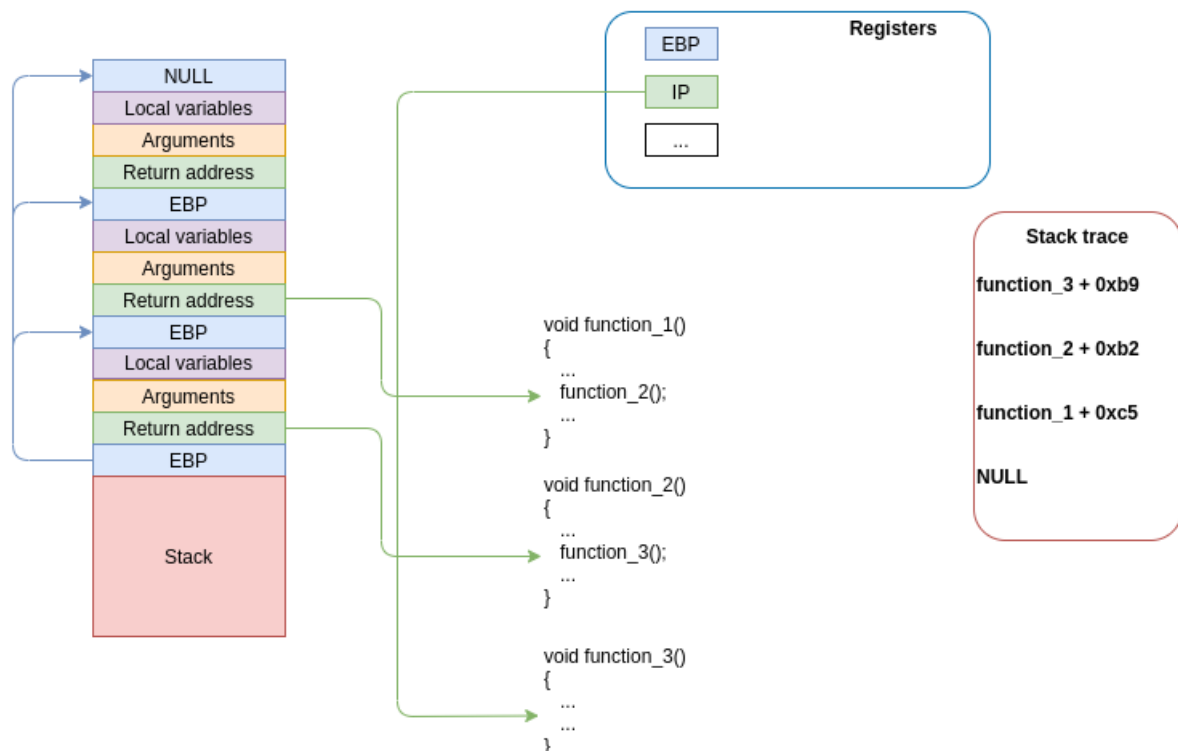 NULL
Local variables
Arguments
Return address
EBP
Local variables
Arguments
Return address
EBP
Local variables
Arguments
Return address
EBP
Stack
Registers
EBP
IP
...
void function_1()
{
...
function_2();
...
}
void function_2()
{
...
function_3();
...
}
void function_3()
{
...
...
}
Stack trace
function_3 + 0xb9
function_2 + 0xb2
function_1 + 0xc5
NULL